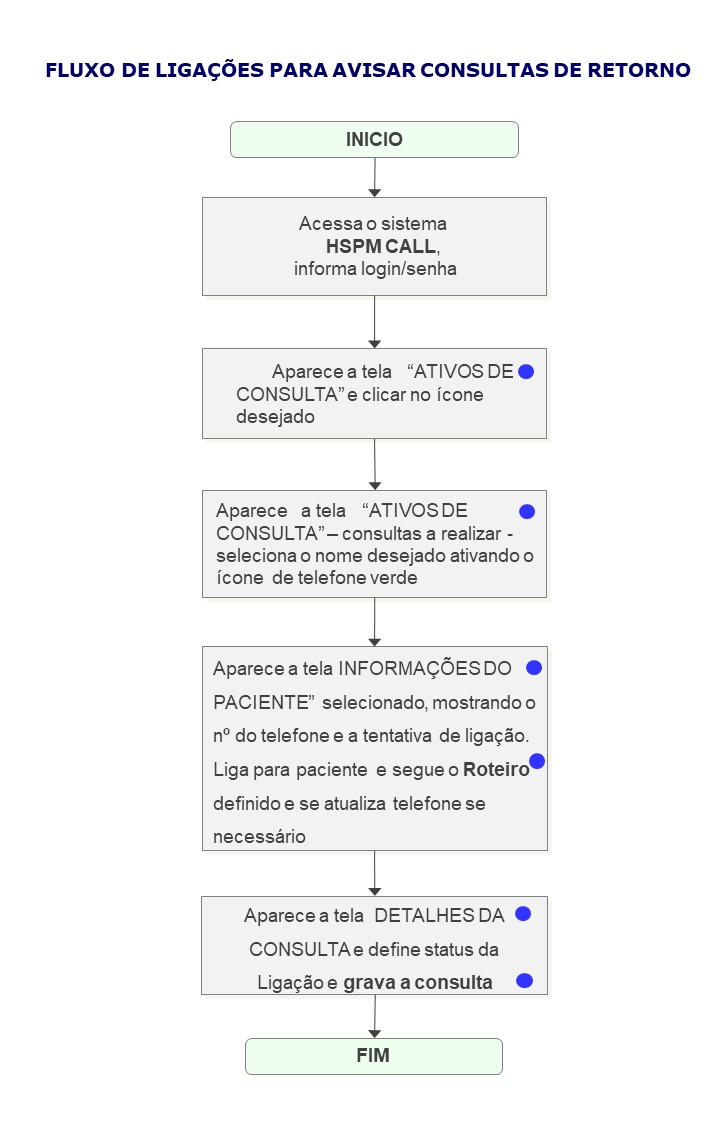 FLUXO DE LIGAÇÕES PARA AVISAR CONSULTAS DE RETORNO
INICIO
Acessa o sistema
HSPM CALL,
informa login/senha
Aparece a tela “ATIVOS DE
CONSULTA” e clicar no ícone
desejado
Aparece a tela “ATIVOS DE
CONSULTA” – consultas a realizar -
seleciona o nome desejado ativando o
ícone de telefone verde
Aparece a tela INFORMAÇÕES DO
PACIENTE” selecionado, mostrando o
nº do telefone e a tentativa de ligação.
Liga para paciente e segue o Roteiro
definido e se atualiza telefone se
necessário
Aparece a tela DETALHES DA
CONSULTA e define status da
Ligação e grava a consulta
FIM